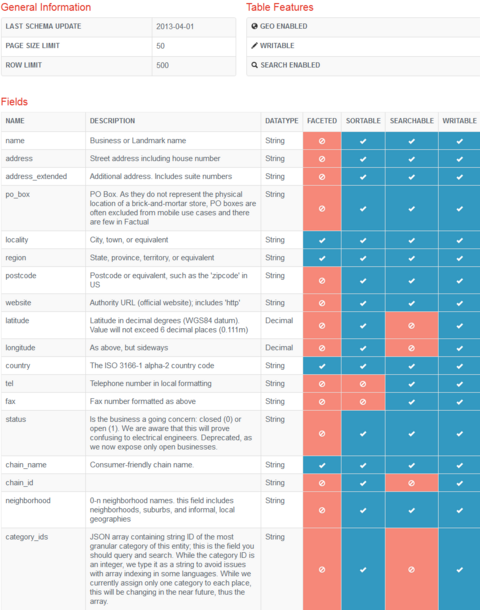 General Information
Table Features
LAST SCHEMA UPDATE 2013-04-01
GEO ENABLED
PAGE SIZE LIMIT 50
WRITABLE
ROW LIMIT 500
SEARCH ENABLED
Fields
NAME DESCRIPTION DATATYPE FACETED SORTABLE SEARCHABLE WRITABLE
name Business or Landmark name String
address Street address including house number String
address_extended Additional address. Includes suite numbers String
po_box PO Box. As they do not represent the physical String
location of a brick-and-mortar store, PO boxes are
often excluded from mobile use cases and there
are few in Factual
locality City, town, or equivalent String
region State, province, territory, or equivalent String
postcode Postcode or equivalent, such as the 'zipcode' in String
US
website Authority URL (official website); includes 'http' String
latitude Latitude in decimal degrees (WGS84 datum). Decimal
Value will not exceed 6 decimal places (0.111m)
longitude As above, but sideways Decimal
country The ISO 3166-1 alpha-2 country code String
tel Telephone number in local formatting String
fax Fax number formatted as above String
status Is the business a going concern: closed (0) or String
open (1). We are aware that this will prove
confusing to electrical engineers. Deprecated, as
we now expose only open businesses.
chain_name Consumer-friendly chain name. String
chain_id String
neighborhood 0-n neighborhood names. this field includes String
neighborhoods, suburbs, and informal, local
geographies
category_ids JSON array containing string ID of the most String
granular category of this entity; this is the field you
should query and search. While the category ID is
an integer, we type it as a string to avoid issues
with array indexing in some languages. While we
currently assign only one category to each place,
this will be changing in the near future, thus the
array.